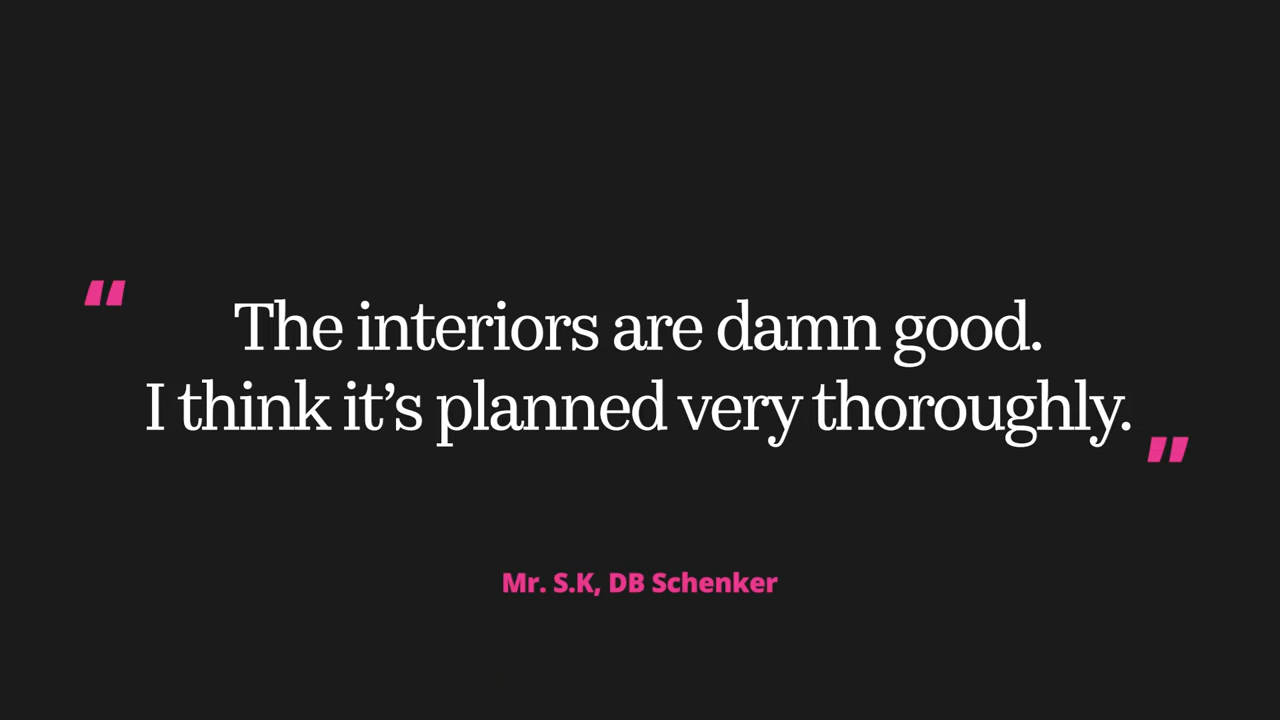 "
The interiors are damn good.
I think it’s planned very thoroughly.
"
Mr. S.K, DB Schenker